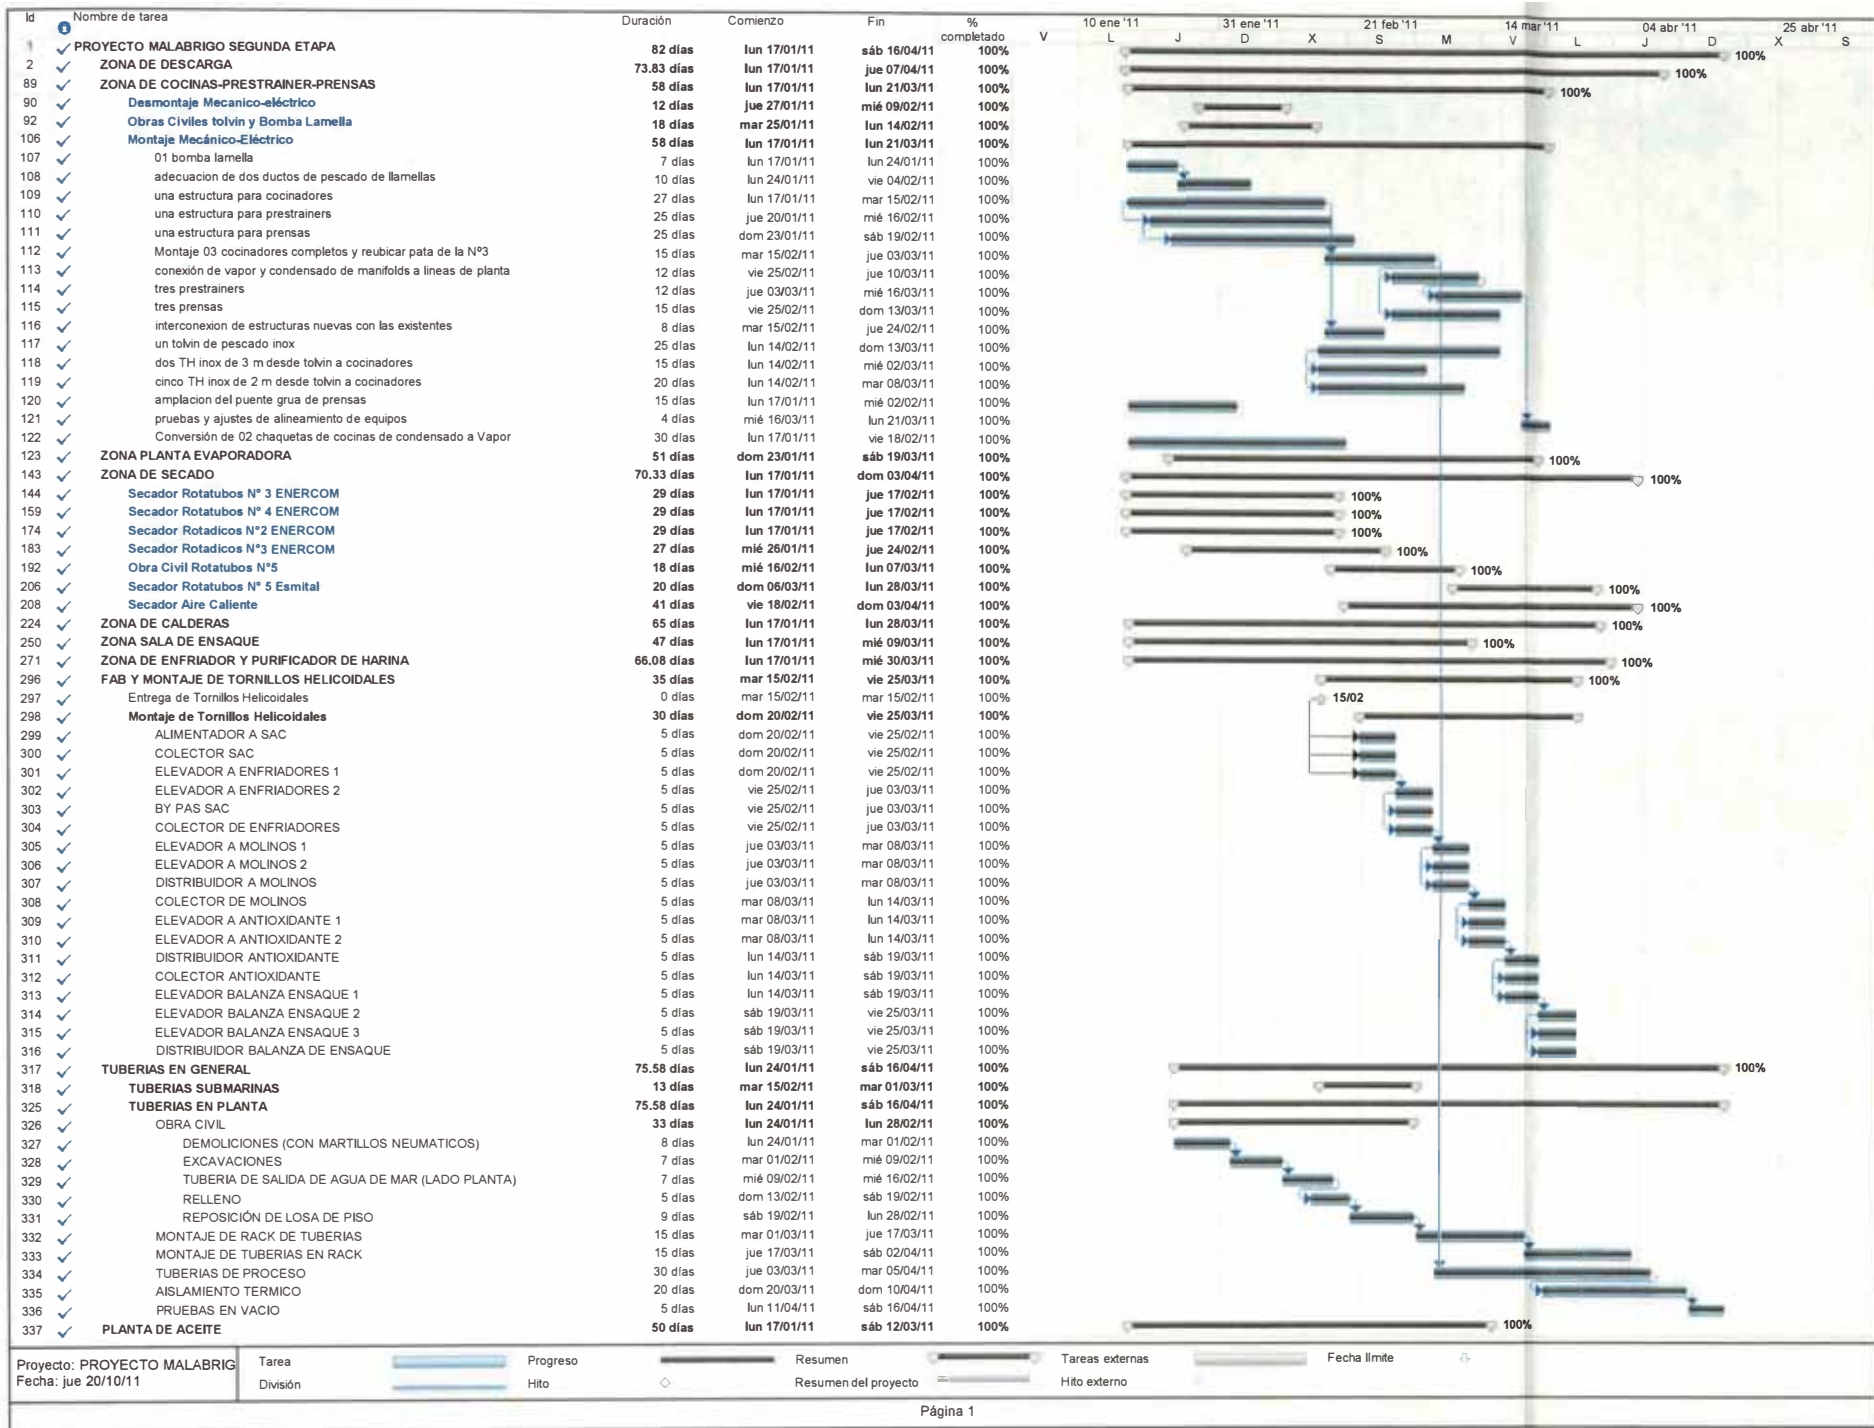 Id Nombre de tarea Duración Comienzo Fin % completado V 10 ene '11 L J 31 ene '11 D X 21 feb '11 S M 14 mar '11 V L 04 abr '11 J D 25 abr '11 X S
1 PROYECTO MALABRIGO SEGUNDA ETAPA 82 días lun 17/01/11 sáb 16/04/11 100% 100%
2 ZONA DE DESCARGA 73.83 días lun 17/01/11 jue 07/04/11 100% 100%
89 ZONA DE COCINAS-PRESTRAINER-PRENSAS 58 días lun 17/01/11 lun 21/03/11 100% 100%
90 Desmontaje Mecanico-eléctrico 12 días jue 27/01/11 mié 09/02/11 100%
92 Obras Civiles tolvin y Bomba Lamella 18 días mar 25/01/11 lun 14/02/11 100%
106 Montaje Mecánico-Eléctrico 58 días lun 17/01/11 lun 21/03/11 100%
107 01 bomba lamella 7 días lun 17/01/11 lun 24/01/11 100%
108 adecuacion de dos ductos de pescado de llamellas 10 días lun 24/01/11 vie 04/02/11 100%
109 una estructura para cocinadores 27 días lun 17/01/11 mar 15/02/11 100%
110 una estructura para prestrainers 25 días jue 20/01/11 mié 16/02/11 100%
111 una estructura para prensas 25 días dom 23/01/11 sáb 19/02/11 100%
112 Montaje 03 cocinadores completos y reubicar pata de la Nº3 15 días mar 15/02/11 jue 03/03/11 100%
113 conexión de vapor y condensado de manifolds a lineas de planta 12 días vie 25/02/11 jue 10/03/11 100%
114 tres prestrainers 12 días jue 03/03/11 mié 16/03/11 100%
115 tres prensas 15 días vie 25/02/11 dom 13/03/11 100%
116 interconexion de estructuras nuevas con las existentes 8 días mar 15/02/11 jue 24/02/11 100%
117 un tolvin de pescado inox 25 días lun 14/02/11 dom 13/03/11 100%
118 dos TH inox de 3 m desde tolvin a cocinadores 15 días lun 14/02/11 mié 02/03/11 100%
119 cinco TH inox de 2 m desde tolvin a cocinadores 20 días lun 14/02/11 mar 08/03/11 100%
120 amplacion del puente grua de prensas 15 días lun 17/01/11 mié 02/02/11 100%
121 pruebas y ajustes de alineamiento de equipos 4 días mié 16/03/11 lun 21/03/11 100%
122 Conversión de 02 chaquetas de cocinas de condensado a Vapor 30 días lun 17/01/11 vie 18/02/11 100%
123 ZONA PLANTA EVAPORADORA 51 días dom 23/01/11 sáb 19/03/11 100% 100%
143 ZONA DE SECADO 70.33 días lun 17/01/11 dom 03/04/11 100% 100%
144 Secador Rotatubos Nº 3 ENERCOM 29 días lun 17/01/11 jue 17/02/11 100% 100%
159 Secador Rotatubos Nº 4 ENERCOM 29 días lun 17/01/11 jue 17/02/11 100% 100%
174 Secador Rotadicos Nº2 ENERCOM 29 días lun 17/01/11 jue 17/02/11 100% 100%
183 Secador Rotadicos Nº3 ENERCOM 27 días mié 26/01/11 jue 24/02/11 100% 100%
192 Obra Civil Rotatubos Nº5 18 días mié 16/02/11 lun 07/03/11 100% 100%
206 Secador Rotatubos Nº 5 Esmital 20 días dom 06/03/11 lun 28/03/11 100% 100%
208 Secador Aire Caliente 41 días vie 18/02/11 dom 03/04/11 100% 100%
224 ZONA DE CALDERAS 65 días lun 17/01/11 lun 28/03/11 100% 100%
250 ZONA SALA DE ENSAQUE 47 días lun 17/01/11 mié 09/03/11 100% 100%
271 ZONA DE ENFRIADOR Y PURIFICADOR DE HARINA 66.08 días lun 17/01/11 mié 30/03/11 100% 100%
296 FAB Y MONTAJE DE TORNILLOS HELICOIDALES 35 días mar 15/02/11 vie 25/03/11 100% 100%
297 Entrega de Tornillos Helicoidales 0 días mar 15/02/11 mar 15/02/11 100% 15/02
298 Montaje de Tornillos Helicoidales 30 días dom 20/02/11 vie 25/03/11 100%
299 ALIMENTADOR A SAC 5 días dom 20/02/11 vie 25/02/11 100%
300 COLECTOR SAC 5 días dom 20/02/11 vie 25/02/11 100%
301 ELEVADOR A ENFRIADORES 1 5 días dom 20/02/11 vie 25/02/11 100%
302 ELEVADOR A ENFRIADORES 2 5 días vie 25/02/11 jue 03/03/11 100%
303 BY PAS SAC 5 días vie 25/02/11 jue 03/03/11 100%
304 COLECTOR DE ENFRIADORES 5 días vie 25/02/11 jue 03/03/11 100%
305 ELEVADOR A MOLINOS 1 5 días jue 03/03/11 mar 08/03/11 100%
306 ELEVADOR A MOLINOS 2 5 días jue 03/03/11 mar 08/03/11 100%
307 DISTRIBUIDOR A MOLINOS 5 días jue 03/03/11 mar 08/03/11 100%
308 COLECTOR DE MOLINOS 5 días mar 08/03/11 lun 14/03/11 100%
309 ELEVADOR A ANTIOXIDANTE 1 5 días mar 08/03/11 lun 14/03/11 100%
310 ELEVADOR A ANTIOXIDANTE 2 5 días mar 08/03/11 lun 14/03/11 100%
311 DISTRIBUIDOR ANTIOXIDANTE 5 días lun 14/03/11 sáb 19/03/11 100%
312 COLECTOR ANTIOXIDANTE 5 días lun 14/03/11 sáb 19/03/11 100%
313 ELEVADOR BALANZA ENSAQUE 1 5 días lun 14/03/11 sáb 19/03/11 100%
314 ELEVADOR BALANZA ENSAQUE 2 5 días sáb 19/03/11 vie 25/03/11 100%
315 ELEVADOR BALANZA ENSAQUE 3 5 días sáb 19/03/11 vie 25/03/11 100%
316 DISTRIBUIDOR BALANZA DE ENSAQUE 5 días sáb 19/03/11 vie 25/03/11 100%
317 TUBERIAS EN GENERAL 75.58 días lun 24/01/11 sáb 16/04/11 100% 100%
318 TUBERIAS SUBMARINAS 13 días mar 15/02/11 mar 01/03/11 100%
325 TUBERIAS EN PLANTA 75.58 días lun 24/01/11 sáb 16/04/11 100%
326 OBRA CIVIL 33 días lun 24/01/11 lun 28/02/11 100%
327 DEMOLICIONES (CON MARTILLOS NEUMATICOS) 8 días lun 24/01/11 mar 01/02/11 100%
328 EXCAVACIONES 7 días mar 01/02/11 mié 09/02/11 100%
329 TUBERIA DE SALIDA DE AGUA DE MAR (LADO PLANTA) 7 días mié 09/02/11 mié 16/02/11 100%
330 RELLENO 5 días dom 13/02/11 sáb 19/02/11 100%
331 REPOSICIÓN DE LOSA DE PISO 9 días sáb 19/02/11 lun 28/02/11 100%
332 MONTAJE DE RACK DE TUBERIAS 15 días mar 01/03/11 jue 17/03/11 100%
333 MONTAJE DE TUBERIAS EN RACK 15 días jue 17/03/11 sáb 02/04/11 100%
334 TUBERIAS DE PROCESO 30 días jue 03/03/11 mar 05/04/11 100%
335 AISLAMIENTO TERMICO 20 días dom 20/03/11 dom 10/04/11 100%
336 PRUEBAS EN VACIO 5 días lun 11/04/11 sáb 16/04/11 100%
337 PLANTA DE ACEITE 50 días lun 17/01/11 sáb 12/03/11 100% 100%
Proyecto: PROYECTO MALABRIG
Fecha: jue 20/10/11
Tarea Progreso Resumen Tareas externas Fecha límite
División Hito Resumen del proyecto Hito externo
Página 1